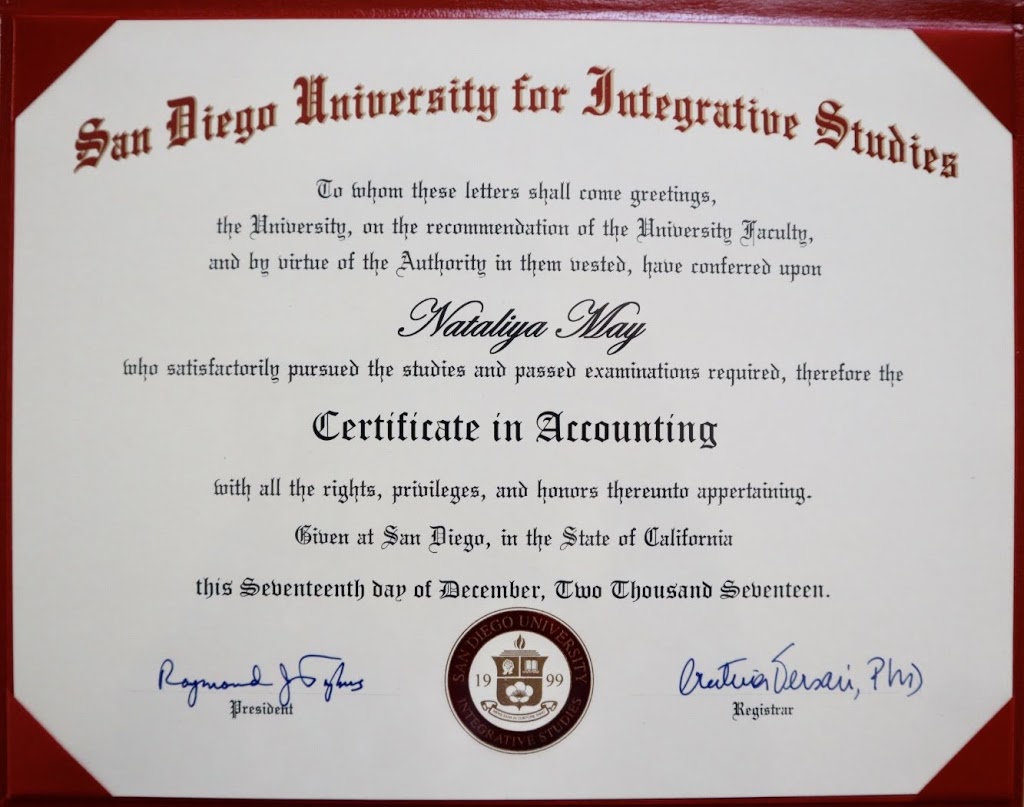 San Diego University for Integrative Studies
To whom these letters shall come greetings,
the University, on the recommendation of the University Faculty,
and by virtue of the Authority in them vested, have conferred upon
Nataliya May
who satisfactorily pursued the studies and passed examinations required, therefore the
Certificate in Accounting
with all the rights, privileges, and honors thereunto appertaining.
Given at San Diego, in the State of California
this Seventeenth day of December, Two Thousand Seventeen.
SAN DIEGO UNIVERSITY
19 99
INTEGRATIVE STUDIES
Raymond J
President
PhD
Registrar